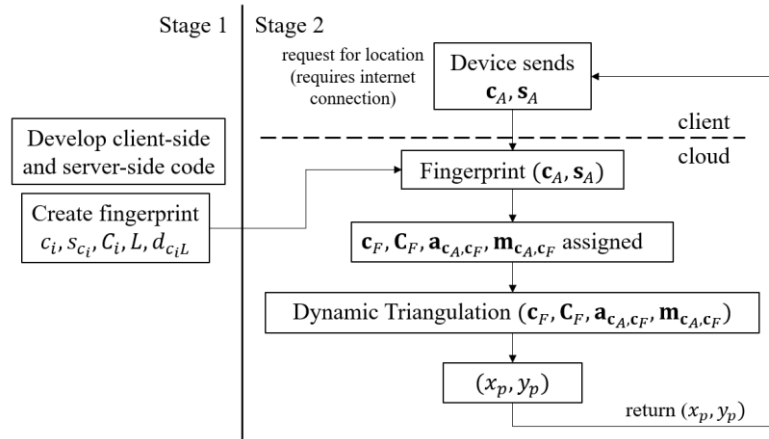 Stage 1
Stage 2
Develop client-side
and server-side code
Create fingerprint
c_i, s_{c_i}, C_i, L, d_{c_iL}
request for location
(requires internet
connection)
Device sends
𝐜_A, 𝐬_A
client
cloud
Fingerprint (𝐜_A, 𝐬_A)
𝐜_F, 𝐂_F, 𝐚_{𝐜_A,𝐜_F}, 𝐦_{𝐜_A,𝐜_F} assigned
Dynamic Triangulation (𝐜_F, 𝐂_F, 𝐚_{𝐜_A,𝐜_F}, 𝐦_{𝐜_A,𝐜_F})
(x_p, y_p)
return (x_p, y_p)